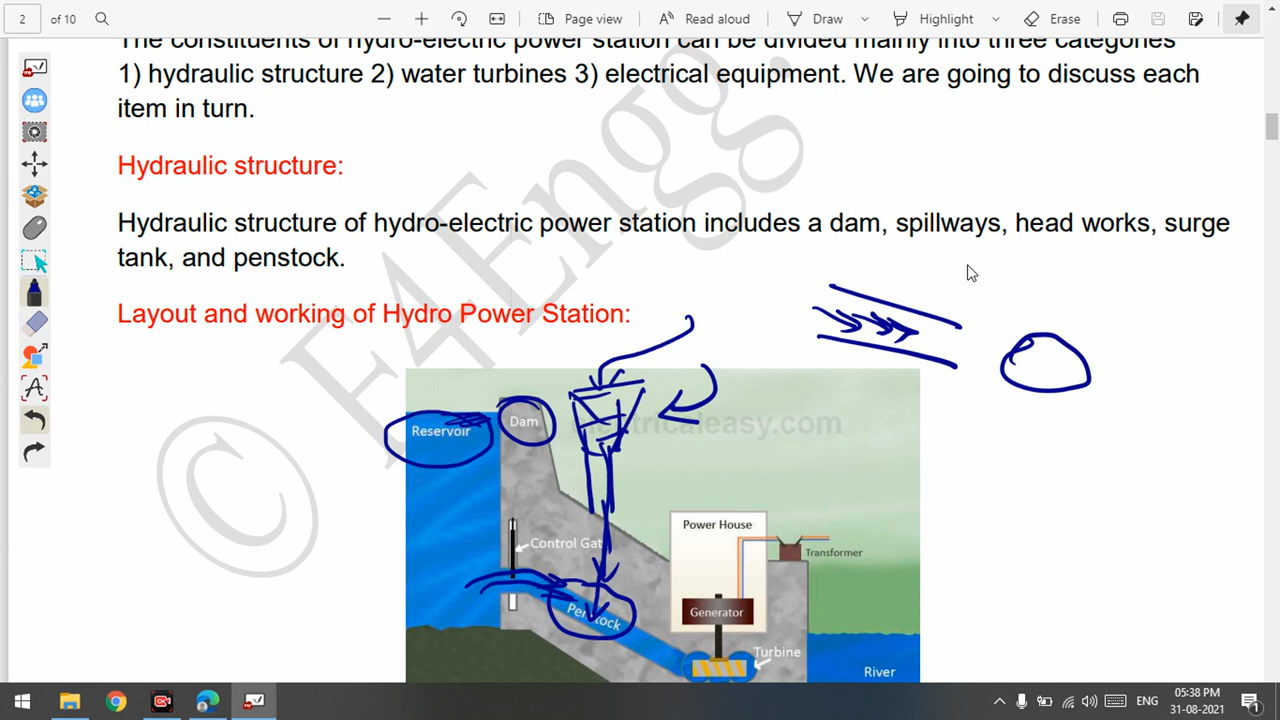 2 of 10 Page view Read aloud Draw Highlight Erase
The constituents of hydro-electric power station can be divided mainly into three categories
1) hydraulic structure 2) water turbines 3) electrical equipment. We are going to discuss each
item in turn.
Hydraulic structure:
Hydraulic structure of hydro-electric power station includes a dam, spillways, head works, surge
tank, and penstock.
Layout and working of Hydro Power Station:
© E4Engg.
Reservoir
Dam
electricaleasy.com
Power House
Control Gate
Transformer
Penstock
Generator
Turbine
River
ENG
05:38 PM
31-08-2021